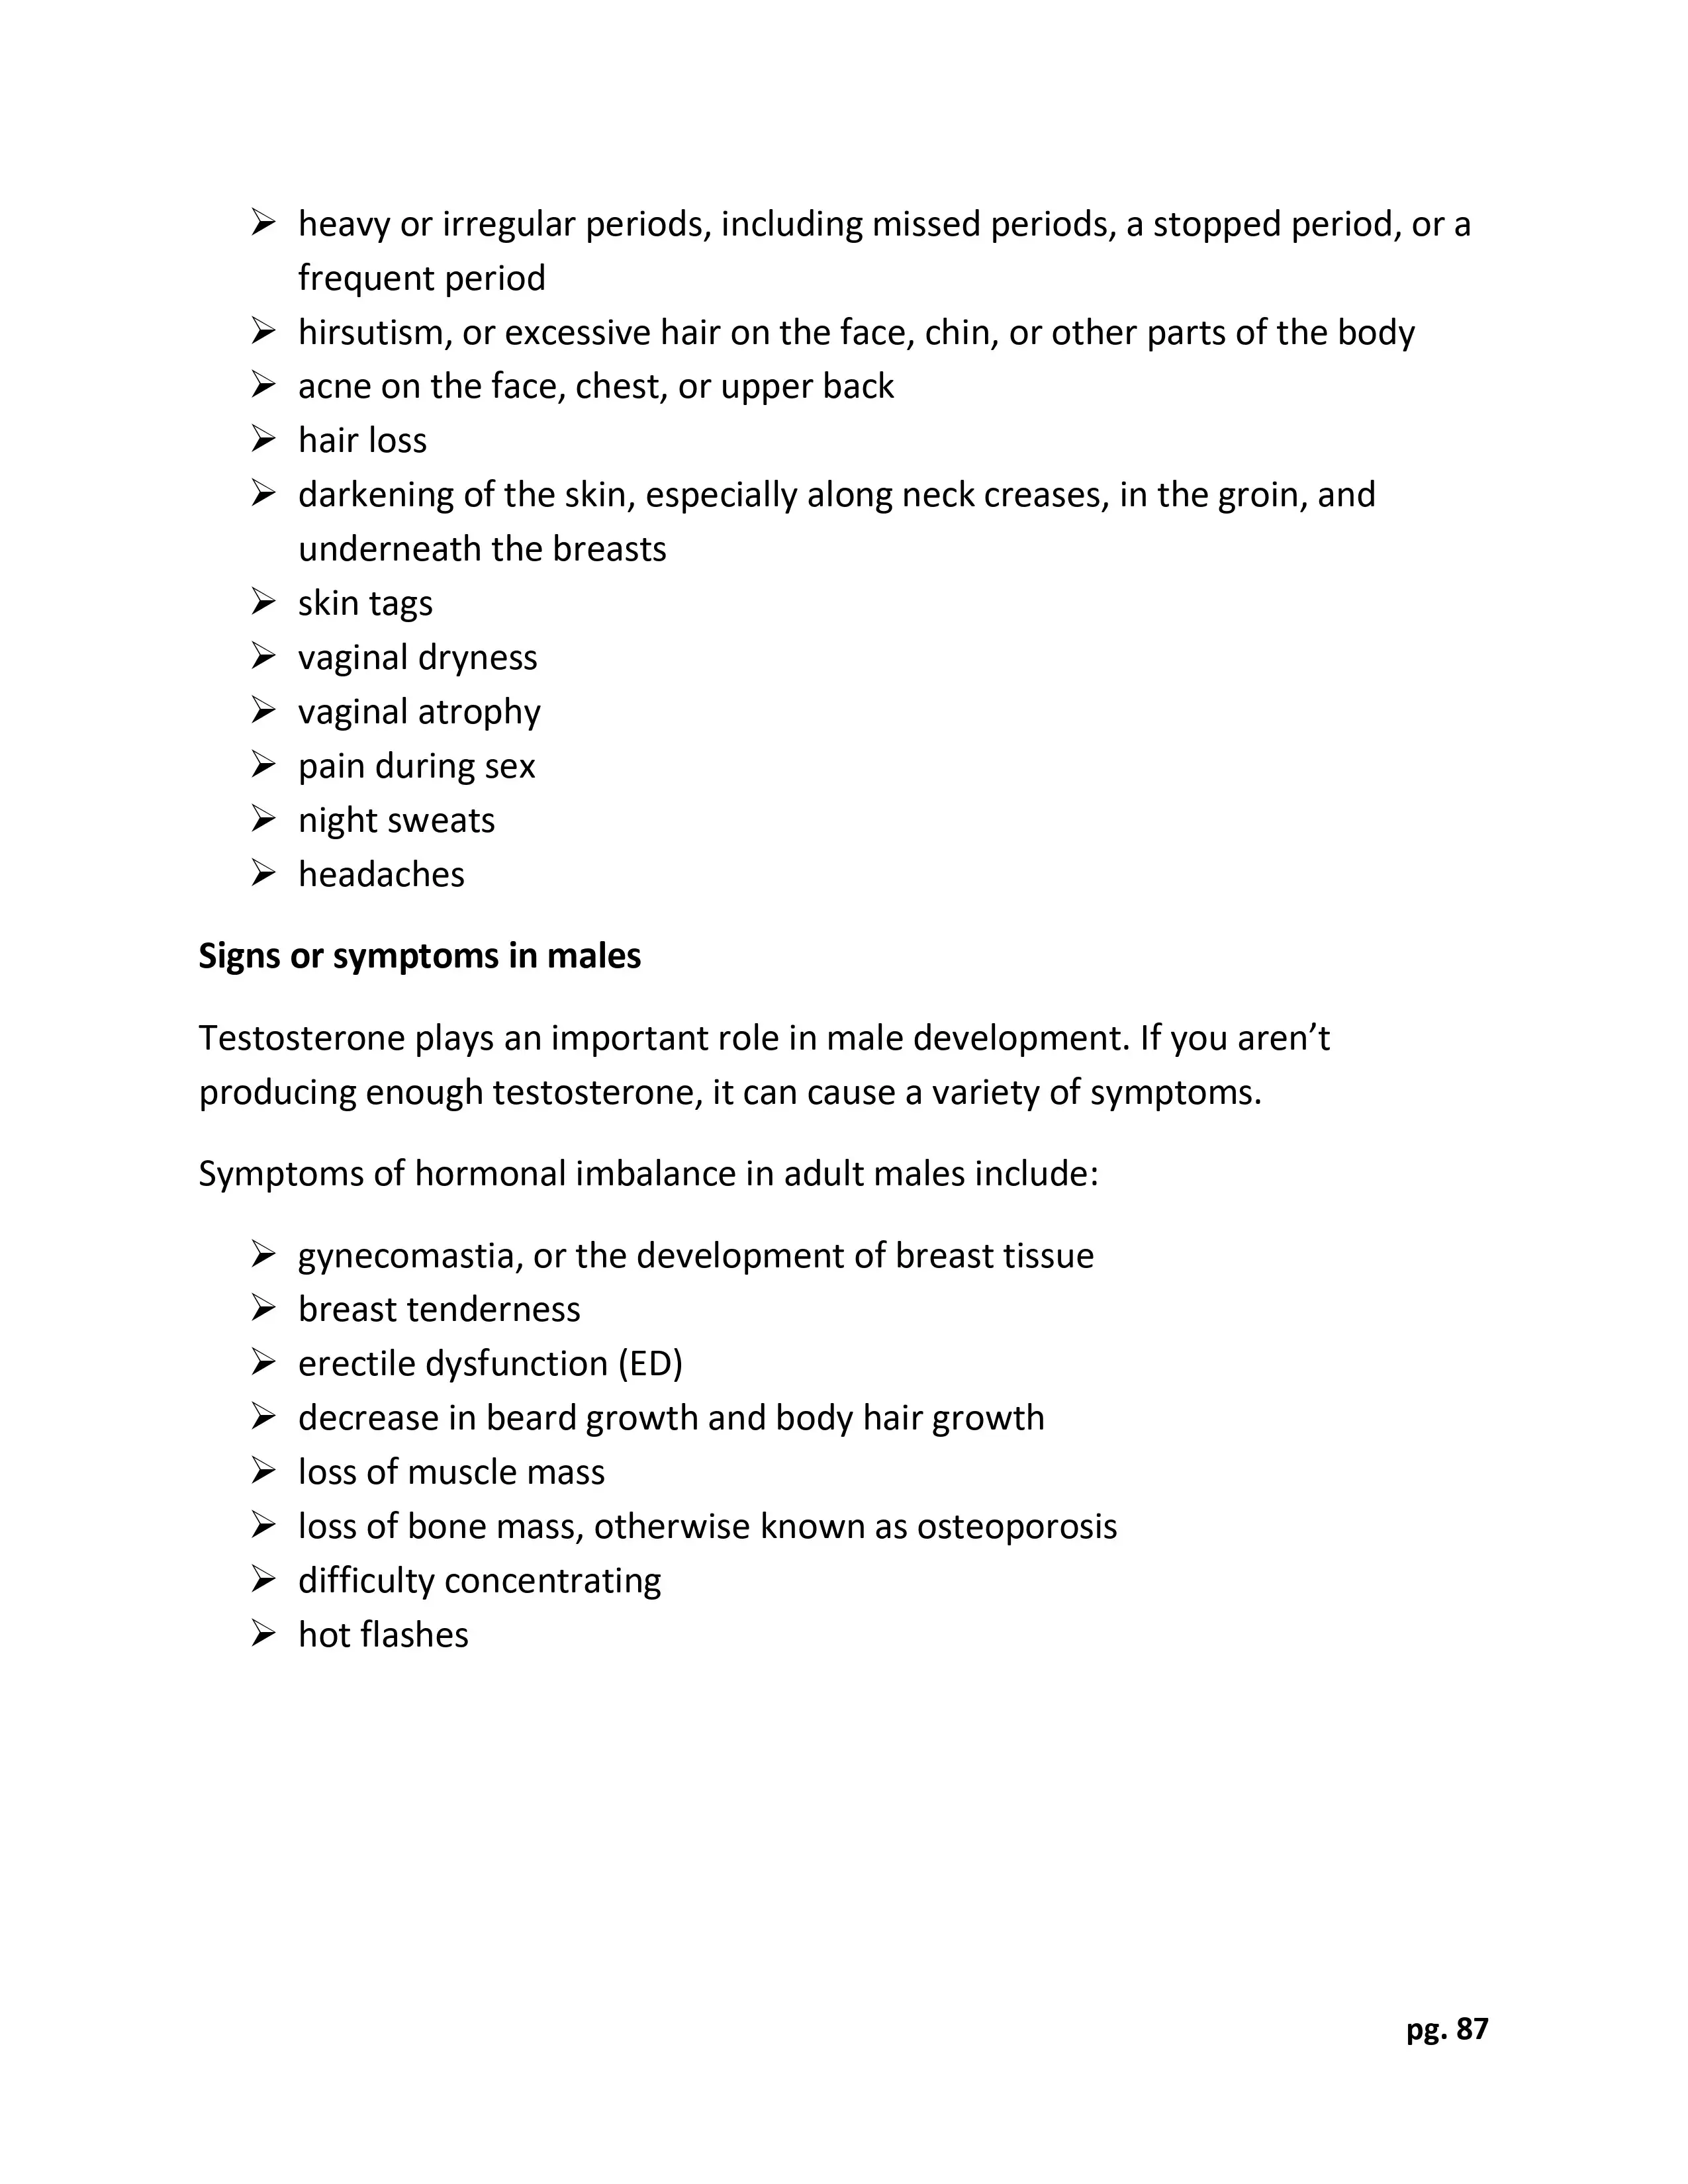 ➢ heavy or irregular periods, including missed periods, a stopped period, or a
frequent period
➢ hirsutism, or excessive hair on the face, chin, or other parts of the body
➢ acne on the face, chest, or upper back
➢ hair loss
➢ darkening of the skin, especially along neck creases, in the groin, and
underneath the breasts
➢ skin tags
➢ vaginal dryness
➢ vaginal atrophy
➢ pain during sex
➢ night sweats
➢ headaches
Signs or symptoms in males
Testosterone plays an important role in male development. If you aren’t
producing enough testosterone, it can cause a variety of symptoms.
Symptoms of hormonal imbalance in adult males include:
➢ gynecomastia, or the development of breast tissue
➢ breast tenderness
➢ erectile dysfunction (ED)
➢ decrease in beard growth and body hair growth
➢ loss of muscle mass
➢ loss of bone mass, otherwise known as osteoporosis
➢ difficulty concentrating
➢ hot flashes
pg. 87